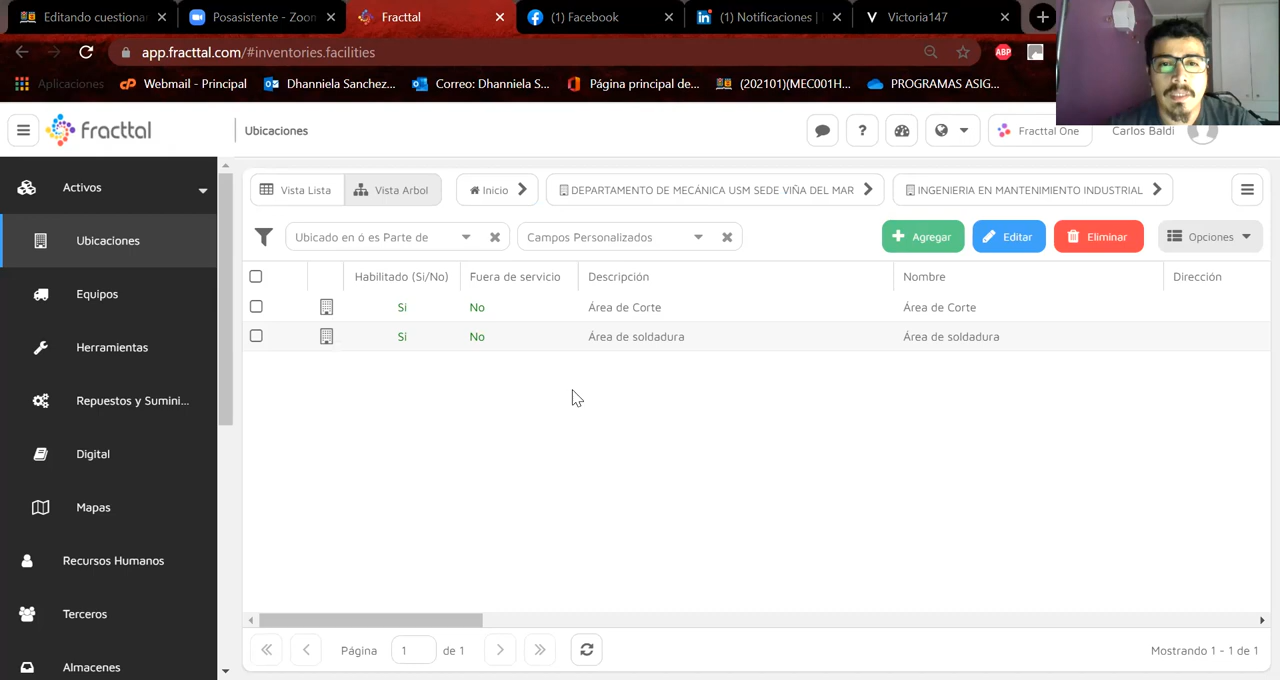 Editando cuestiona
Posasistente - Zoom
Fracttal
(1) Facebook
(1) Notificaciones |
Victoria147
app.fracttal.com/#inventories.facilities
ABP
Aplicaciones
Webmail - Principal
Dhanniela Sanchez...
Correo: Dhanniela S...
Página principal de...
(202101)(MEC001H...
PROGRAMAS ASIG...
fracttal
Ubicaciones
?
Fracttal One
Carlos Baldi
Activos
Ubicaciones
Equipos
Herramientas
Repuestos y Sumini...
Digital
Mapas
Recursos Humanos
Terceros
Almacenes
Vista Lista
Vista Arbol
Inicio
DEPARTAMENTO DE MECÁNICA USM SEDE VIÑA DEL MAR
INGENIERIA EN MANTENIMIENTO INDUSTRIAL
Ubicado en ó es Parte de
Campos Personalizados
Agregar
Editar
Eliminar
Opciones
Habilitado (Si/No) Fuera de servicio Descripción Nombre Dirección
Si No Área de Corte Área de Corte
Si No Área de soldadura Área de soldadura
Página 1 de 1
Mostrando 1 - 1 de 1